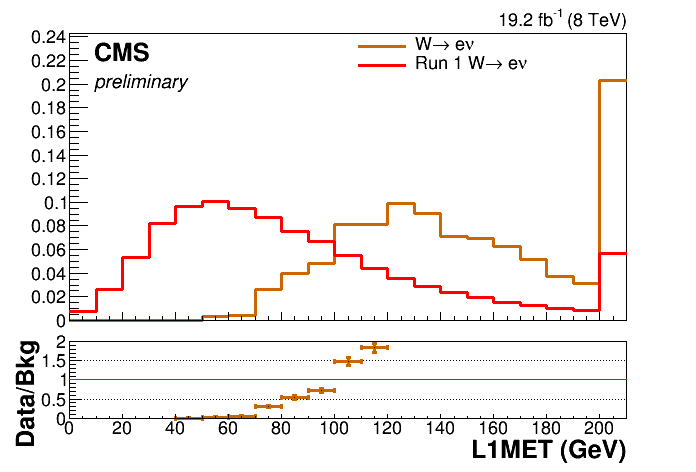 19.2 fb-1 (8 TeV)
CMS
preliminary
W→ eν
Run 1 W→ eν
0.24
0.22
0.2
0.18
0.16
0.14
0.12
0.1
0.08
0.06
0.04
0.02
0
Data/Bkg
2
1.5
1
0.5
0
0 20 40 60 80 100 120 140 160 180 200
L1MET (GeV)